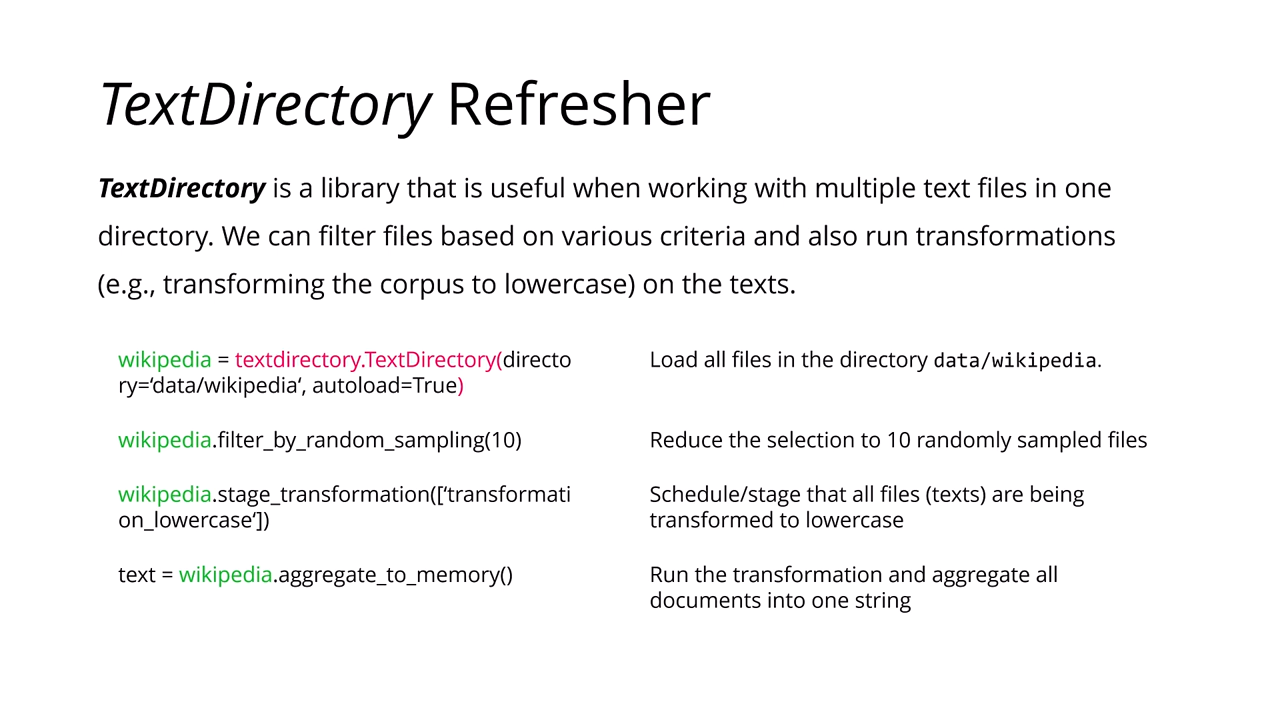 TextDirectory Refresher
TextDirectory is a library that is useful when working with multiple text files in one
directory. We can filter files based on various criteria and also run transformations
(e.g., transforming the corpus to lowercase) on the texts.
wikipedia = textdirectory.TextDirectory(directo
ry=‘data/wikipedia‘, autoload=True)
Load all files in the directory data/wikipedia.
wikipedia.filter_by_random_sampling(10)
Reduce the selection to 10 randomly sampled files
wikipedia.stage_transformation([‘transformati
on_lowercase‘])
Schedule/stage that all files (texts) are being
transformed to lowercase
text = wikipedia.aggregate_to_memory()
Run the transformation and aggregate all
documents into one string